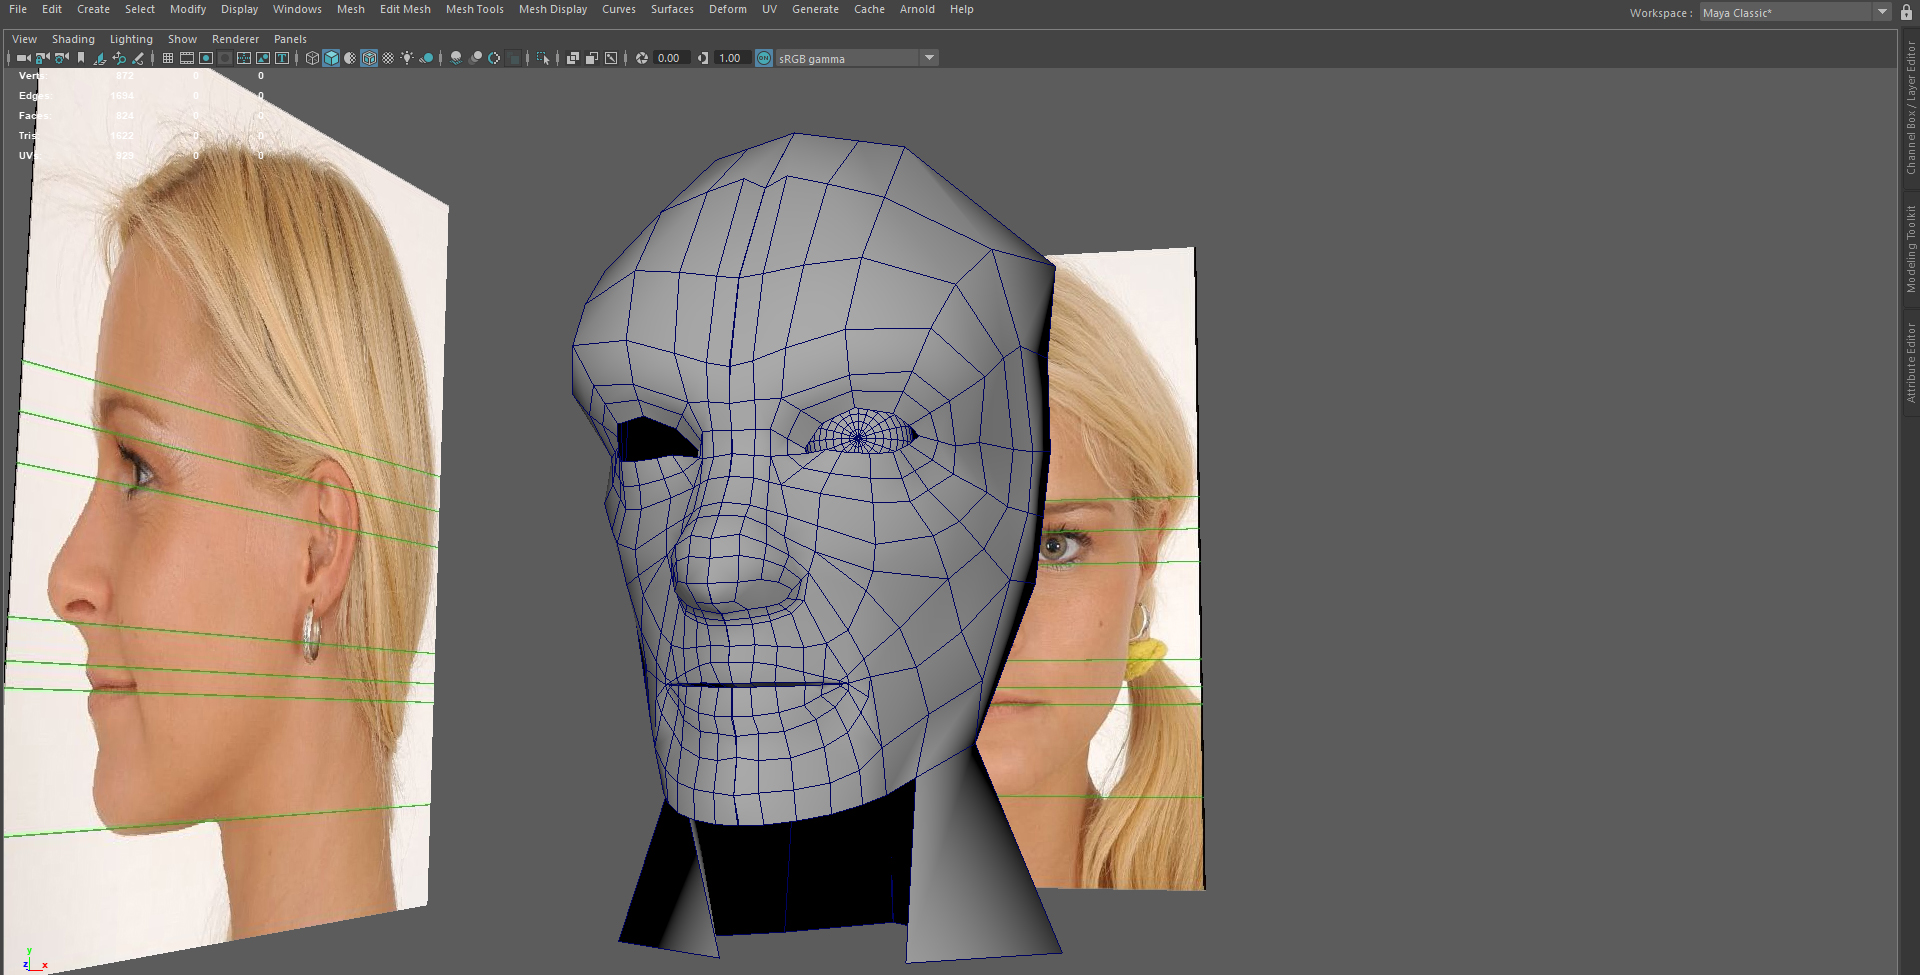 File Edit Create Select Modify Display Windows Mesh Edit Mesh Mesh Tools Mesh Display Curves Surfaces Deform UV Generate Cache Arnold Help
Workspace : Maya Classic*
View Shading Lighting Show Renderer Panels
0.00 1.00 ON sRGB gamma
Verts: 872 0 0
Edges: 1694 0 0
Faces: 824 0 0
Tris: 1622 0 0
UVs: 929 0 0
Channel Box / Layer Editor
Modeling Toolkit
Attribute Editor
y
z x